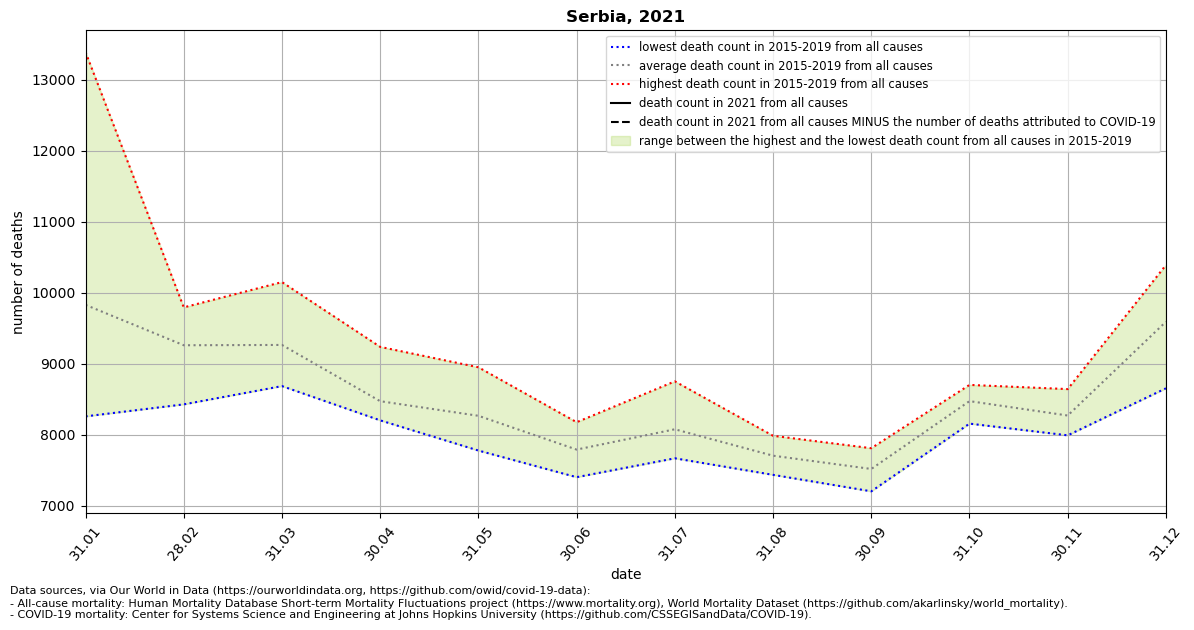 Serbia, 2021
lowest death count in 2015-2019 from all causes
average death count in 2015-2019 from all causes
highest death count in 2015-2019 from all causes
death count in 2021 from all causes
death count in 2021 from all causes MINUS the number of deaths attributed to COVID-19
range between the highest and the lowest death count from all causes in 2015-2019
number of deaths
13000
12000
11000
10000
9000
8000
7000
31.01
28.02
31.03
30.04
31.05
30.06
31.07
31.08
30.09
31.10
30.11
31.12
date
Data sources, via Our World in Data (https://ourworldindata.org, https://github.com/owid/covid-19-data):
- All-cause mortality: Human Mortality Database Short-term Mortality Fluctuations project (https://www.mortality.org), World Mortality Dataset (https://github.com/akarlinsky/world_mortality).
- COVID-19 mortality: Center for Systems Science and Engineering at Johns Hopkins University (https://github.com/CSSEGISandData/COVID-19).